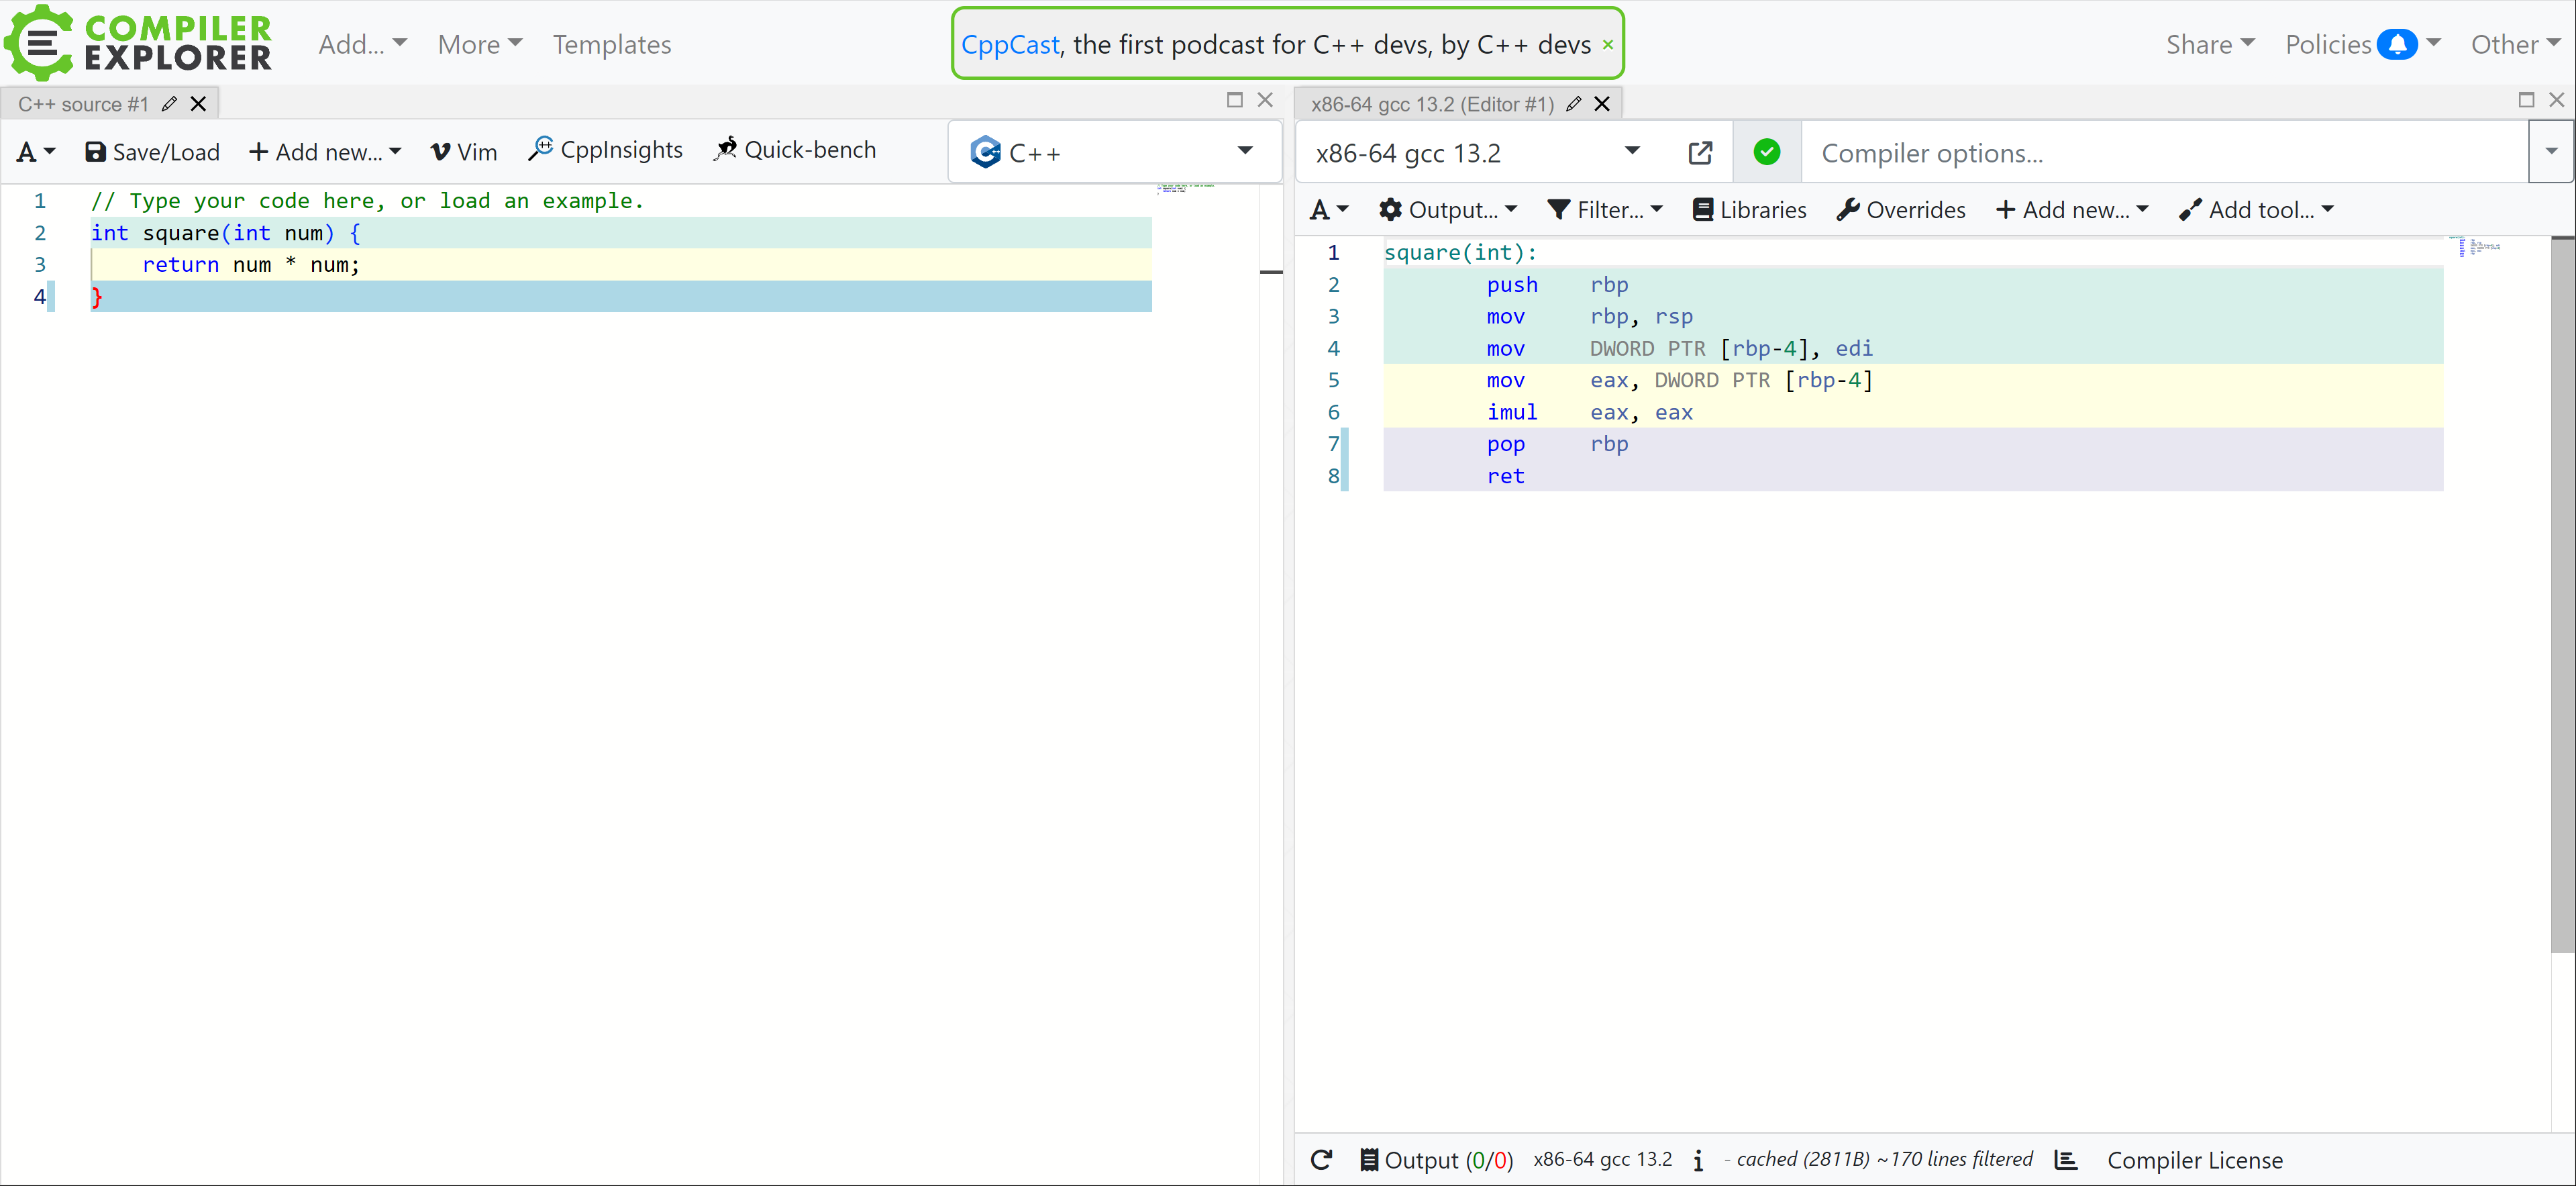 COMPILER
EXPLORER
Add...
More
Templates
CppCast, the first podcast for C++ devs, by C++ devs ×
Share
Policies
Other
C++ source #1
A
Save/Load
+ Add new...
Vim
CppInsights
Quick-bench
C++
1 // Type your code here, or load an example.
2 int square(int num) {
3     return num * num;
4 }
x86-64 gcc 13.2 (Editor #1)
x86-64 gcc 13.2
Compiler options...
A
Output...
Filter...
Libraries
Overrides
+ Add new...
Add tool...
1 square(int):
2         push    rbp
3         mov     rbp, rsp
4         mov     DWORD PTR [rbp-4], edi
5         mov     eax, DWORD PTR [rbp-4]
6         imul    eax, eax
7         pop     rbp
8         ret
Output (0/0)
x86-64 gcc 13.2
i
- cached (2811B) ~170 lines filtered
Compiler License